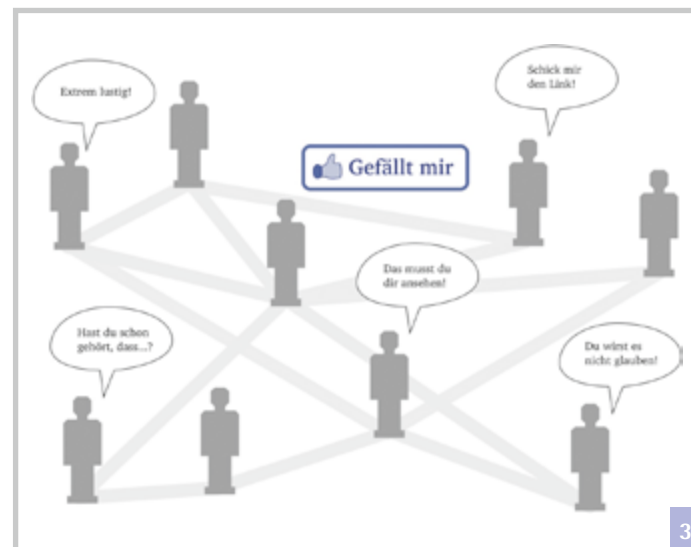 Extrem lustig!
Schick mir
den Link!
Gefällt mir
Das musst du
dir ansehen!
Hast du schon
gehört, dass...?
Du wirst es
nicht glauben!
3